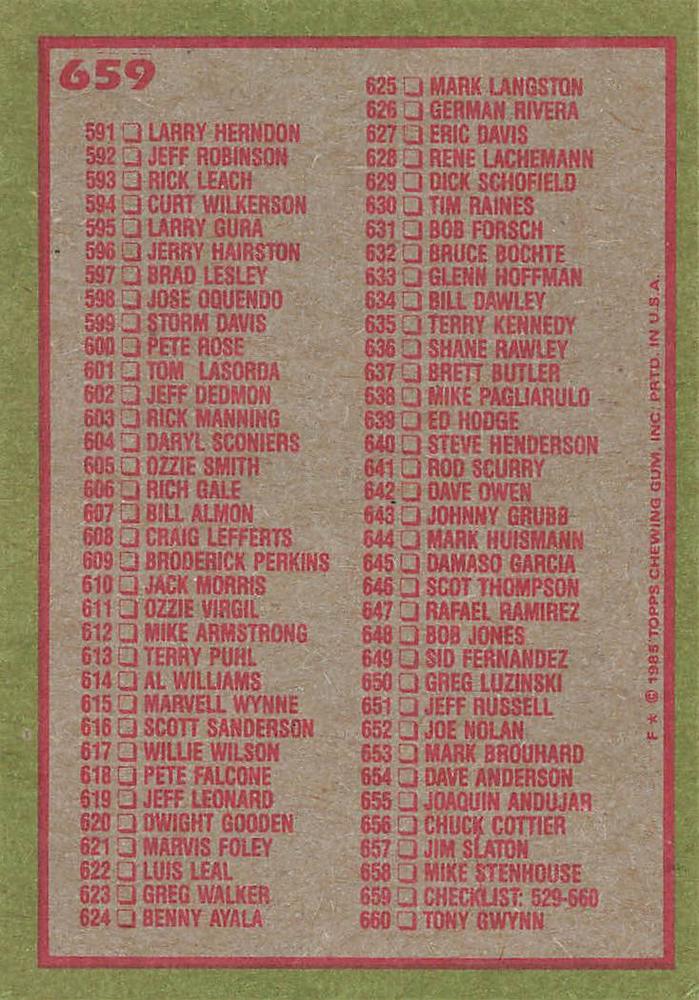 659
591 LARRY HERNDON
592 JEFF ROBINSON
593 RICK LEACH
594 CURT WILKERSON
595 LARRY GURA
596 JERRY HAIRSTON
597 BRAD LESLEY
598 JOSE OQUENDO
599 STORM DAVIS
600 PETE ROSE
601 TOM LASORDA
602 JEFF DEDMON
603 RICK MANNING
604 DARYL SCONIERS
605 OZZIE SMITH
606 RICH GALE
607 BILL ALMON
608 CRAIG LEFFERTS
609 BRODERICK PERKINS
610 JACK MORRIS
611 OZZIE VIRGIL
612 MIKE ARMSTRONG
613 TERRY PUHL
614 AL WILLIAMS
615 MARVELL WYNNE
616 SCOTT SANDERSON
617 WILLIE WILSON
618 PETE FALCONE
619 JEFF LEONARD
620 DWIGHT GOODEN
621 MARVIS FOLEY
622 LUIS LEAL
623 GREG WALKER
624 BENNY AYALA
625 MARK LANGSTON
626 GERMAN RIVERA
627 ERIC DAVIS
628 RENE LACHEMANN
629 DICK SCHOFIELD
630 TIM RAINES
631 BOB FORSCH
632 BRUCE BOCHTE
633 GLENN HOFFMAN
634 BILL DAWLEY
635 TERRY KENNEDY
636 SHANE RAWLEY
637 BRETT BUTLER
638 MIKE PAGLIARULO
639 ED HODGE
640 STEVE HENDERSON
641 ROD SCURRY
642 DAVE OWEN
643 JOHNNY GRUBB
644 MARK HUISMANN
645 DAMASO GARCIA
646 SCOT THOMPSON
647 RAFAEL RAMIREZ
648 BOB JONES
649 SID FERNANDEZ
650 GREG LUZINSKI
651 JEFF RUSSELL
652 JOE NOLAN
653 MARK BROUHARD
654 DAVE ANDERSON
655 JOAQUIN ANDUJAR
656 CHUCK COTTIER
657 JIM SLATON
658 MIKE STENHOUSE
659 CHECKLIST: 529-660
660 TONY GWYNN
F * © 1985 TOPPS CHEWING GUM, INC. PRTD. IN U.S.A.